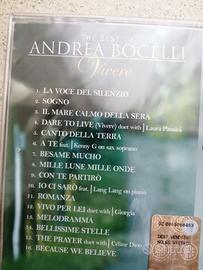 THE BEST OF
ANDREA BOCELLI
Vivere
1. LA VOCE DEL SILENZIO
2. SOGNO
3. IL MARE CALMO DELLA SERA
4. DARE TO LIVE (Vivere) duet with | Laura Pausini
5. CANTO DELLA TERRA
6. A TE feat. | Kenny G on sax soprano
7. BESAME MUCHO
8. MILLE LUNE MILLE ONDE
9. CON TE PARTIRÒ
10. IO CI SARÒ feat. | Lang Lang on piano
11. ROMANZA
12. VIVO PER LEI duet with | Giorgia
13. MELODRAMMA
14. BELLISSIME STELLE
15. THE PRAYER duet with | Céline Dion
16. BECAUSE WE BELIEVE